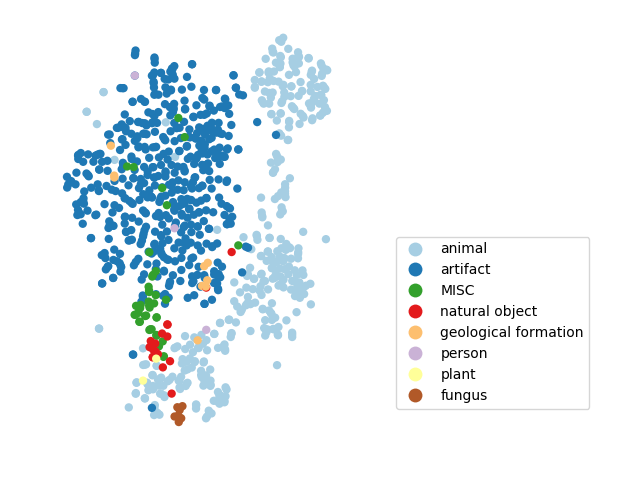 animal
artifact
MISC
natural object
geological formation
person
plant
fungus